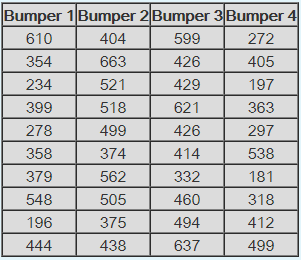 Bumper 1 Bumper 2 Bumper 3 Bumper 4
610 404 599 272
354 663 426 405
234 521 429 197
399 518 621 363
278 499 426 297
358 374 414 538
379 562 332 181
548 505 460 318
196 375 494 412
444 438 637 499